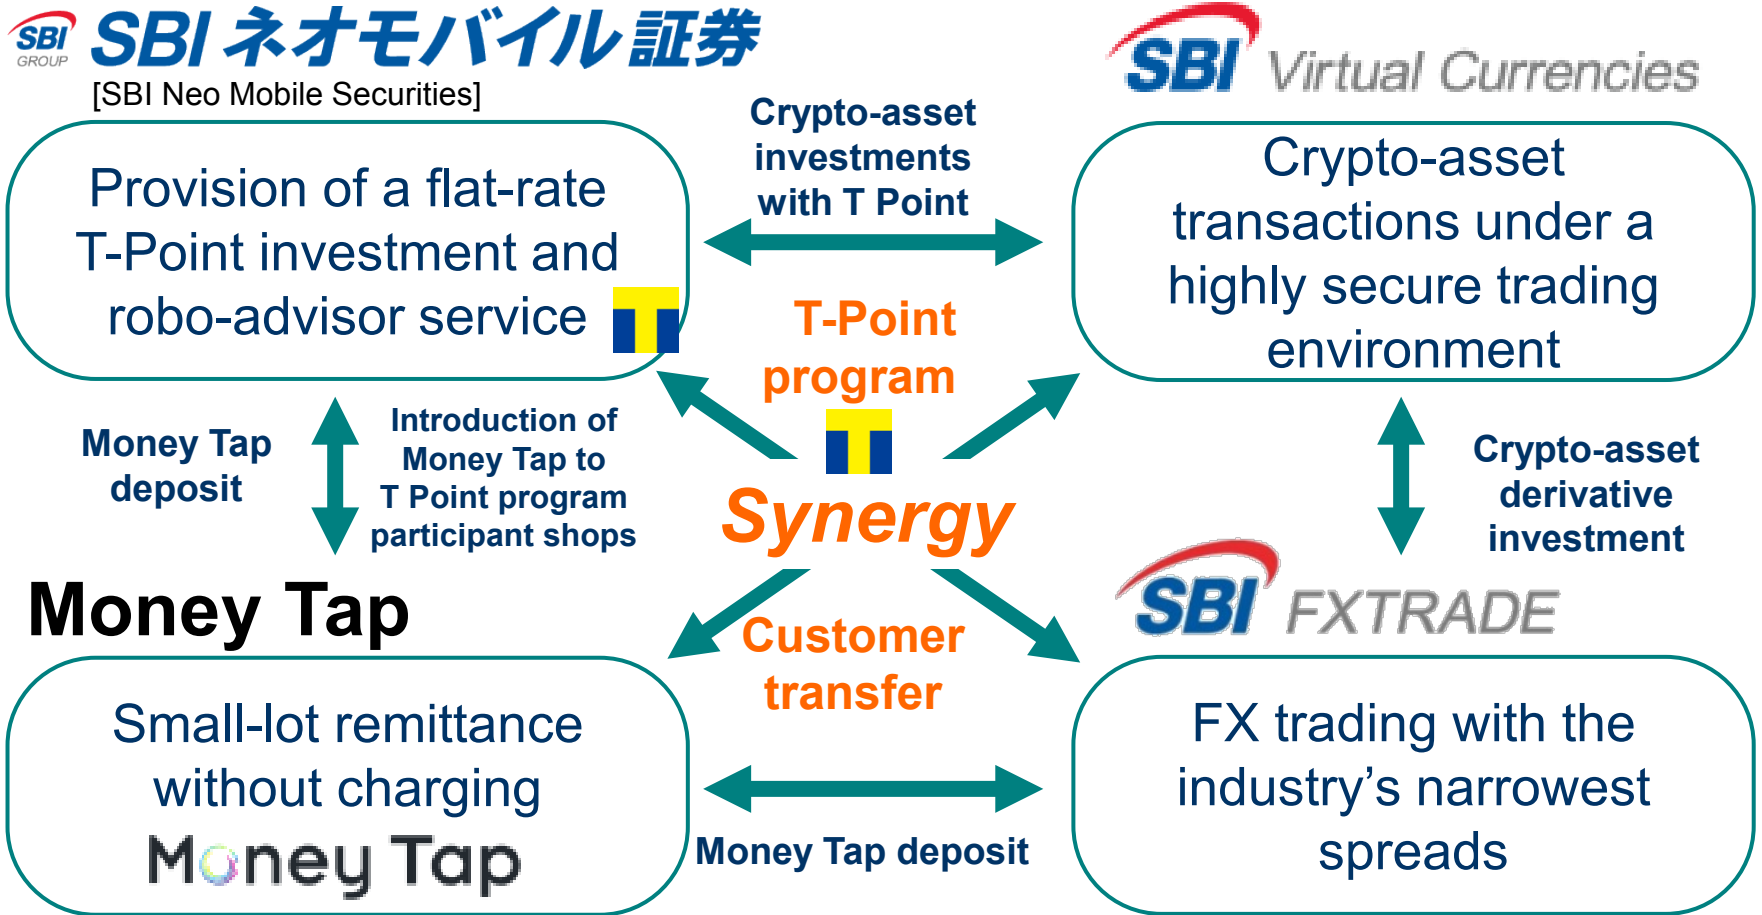 SBI
GROUP
SBI ネオモバイル証券
[SBI Neo Mobile Securities]
Provision of a flat-rate
T-Point investment and
robo-advisor service
T
Crypto-asset
investments
with T Point
SBI Virtual Currencies
Crypto-asset
transactions under a
highly secure trading
environment
T-Point
program
T
Synergy
Customer
transfer
Money Tap
deposit
Introduction of
Money Tap to
T Point program
participant shops
Crypto-asset
derivative
investment
Money Tap
Small-lot remittance
without charging
Money Tap
Money Tap deposit
SBI FXTRADE
FX trading with the
industry’s narrowest
spreads